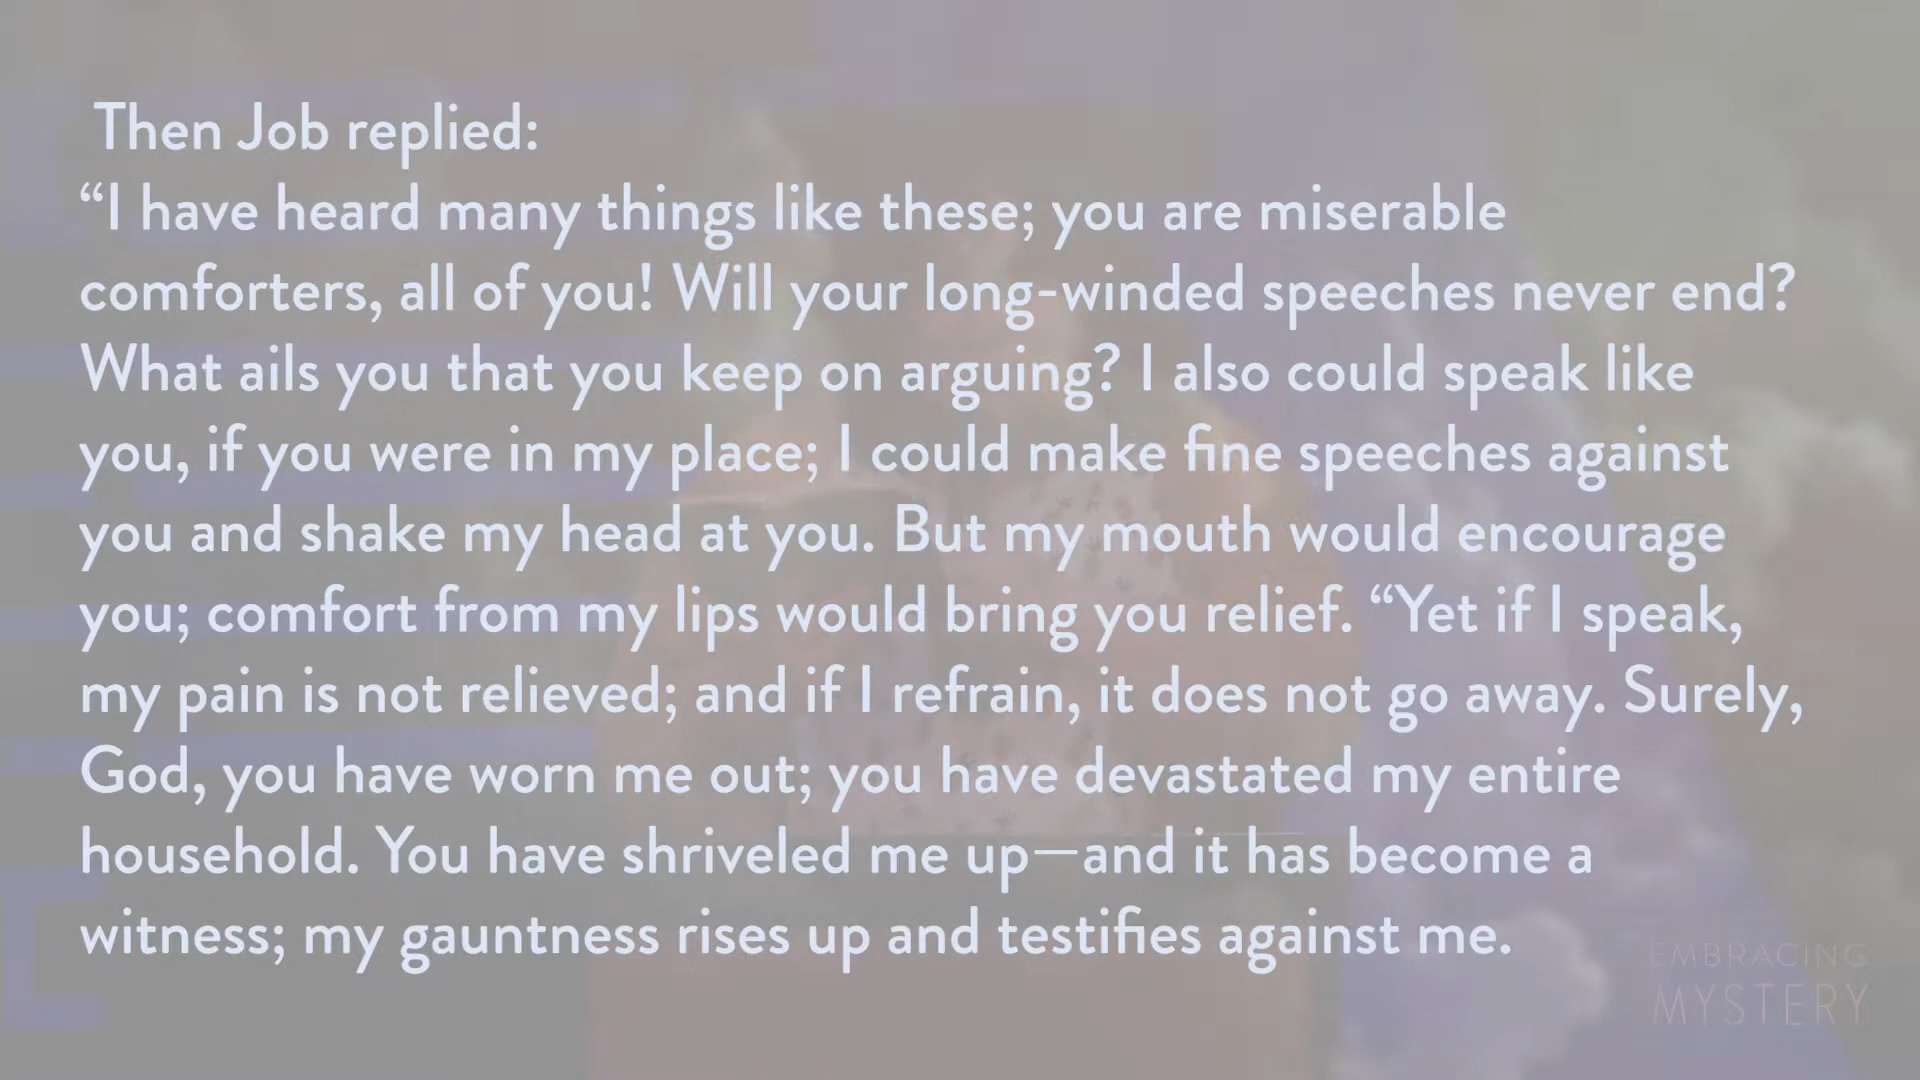 Then Job replied:
“I have heard many things like these; you are miserable
comforters, all of you! Will your long-winded speeches never end?
What ails you that you keep on arguing? I also could speak like
you, if you were in my place; I could make fine speeches against
you and shake my head at you. But my mouth would encourage
you; comfort from my lips would bring you relief. “Yet if I speak,
my pain is not relieved; and if I refrain, it does not go away. Surely,
God, you have worn me out; you have devastated my entire
household. You have shriveled me up—and it has become a
witness; my gauntness rises up and testifies against me.
EMBRACING
MYSTERY